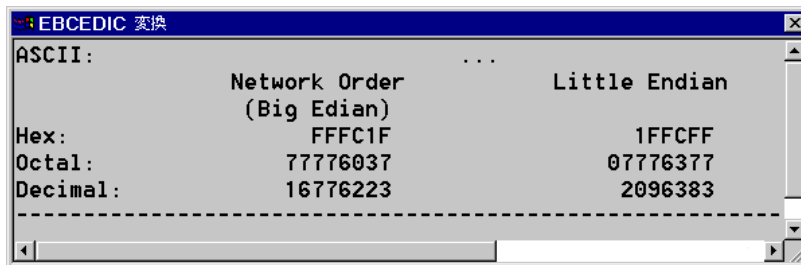 EBCEDIC 変換
ASCII: ...
Network Order Little Endian
(Big Edian)
Hex: FFFC1F 1FFCFF
Octal: 77776037 07776377
Decimal: 16776223 2096383
---------------------------------------------------------